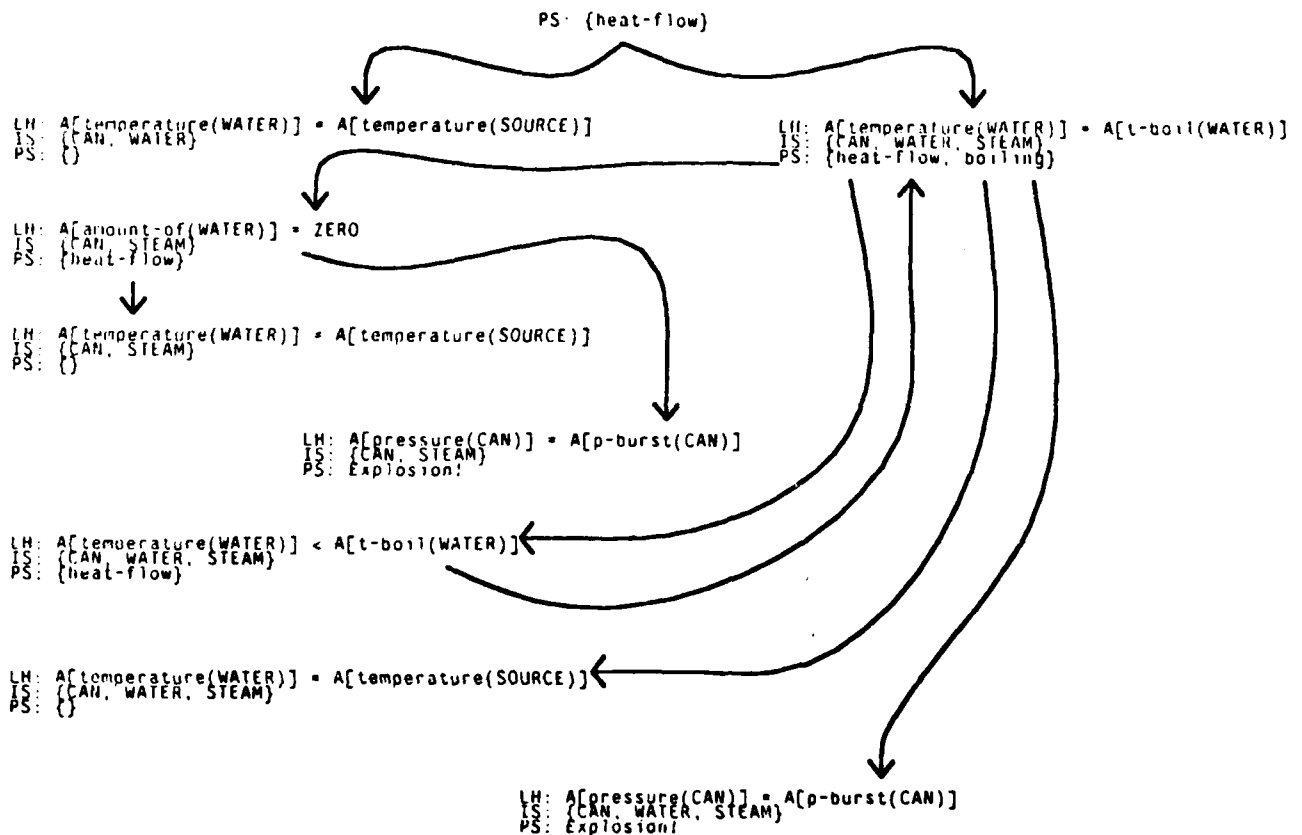 PS: {heat-flow}
LH: A[temperature(WATER)] = A[temperature(SOURCE)]
IS: {CAN, WATER}
PS: {}
LH: A[temperature(WATER)] = A[t-boil(WATER)]
IS: {CAN, WATER, STEAM}
PS: {heat-flow, boiling}
LH: A[amount-of(WATER)] = ZERO
IS: {CAN, STEAM}
PS: {heat-flow}
LH: A[temperature(WATER)] = A[temperature(SOURCE)]
IS: {CAN, STEAM}
PS: {}
LH: A[pressure(CAN)] = A[p-burst(CAN)]
IS: {CAN, STEAM}
PS: Explosion!
LH: A[temperature(WATER)] < A[t-boil(WATER)]
IS: {CAN, WATER, STEAM}
PS: {heat-flow}
LH: A[temperature(WATER)] = A[temperature(SOURCE)]
IS: {CAN, WATER, STEAM}
PS: {}
LH: A[pressure(CAN)] = A[p-burst(CAN)]
IS: {CAN, WATER, STEAM}
PS: Explosion!